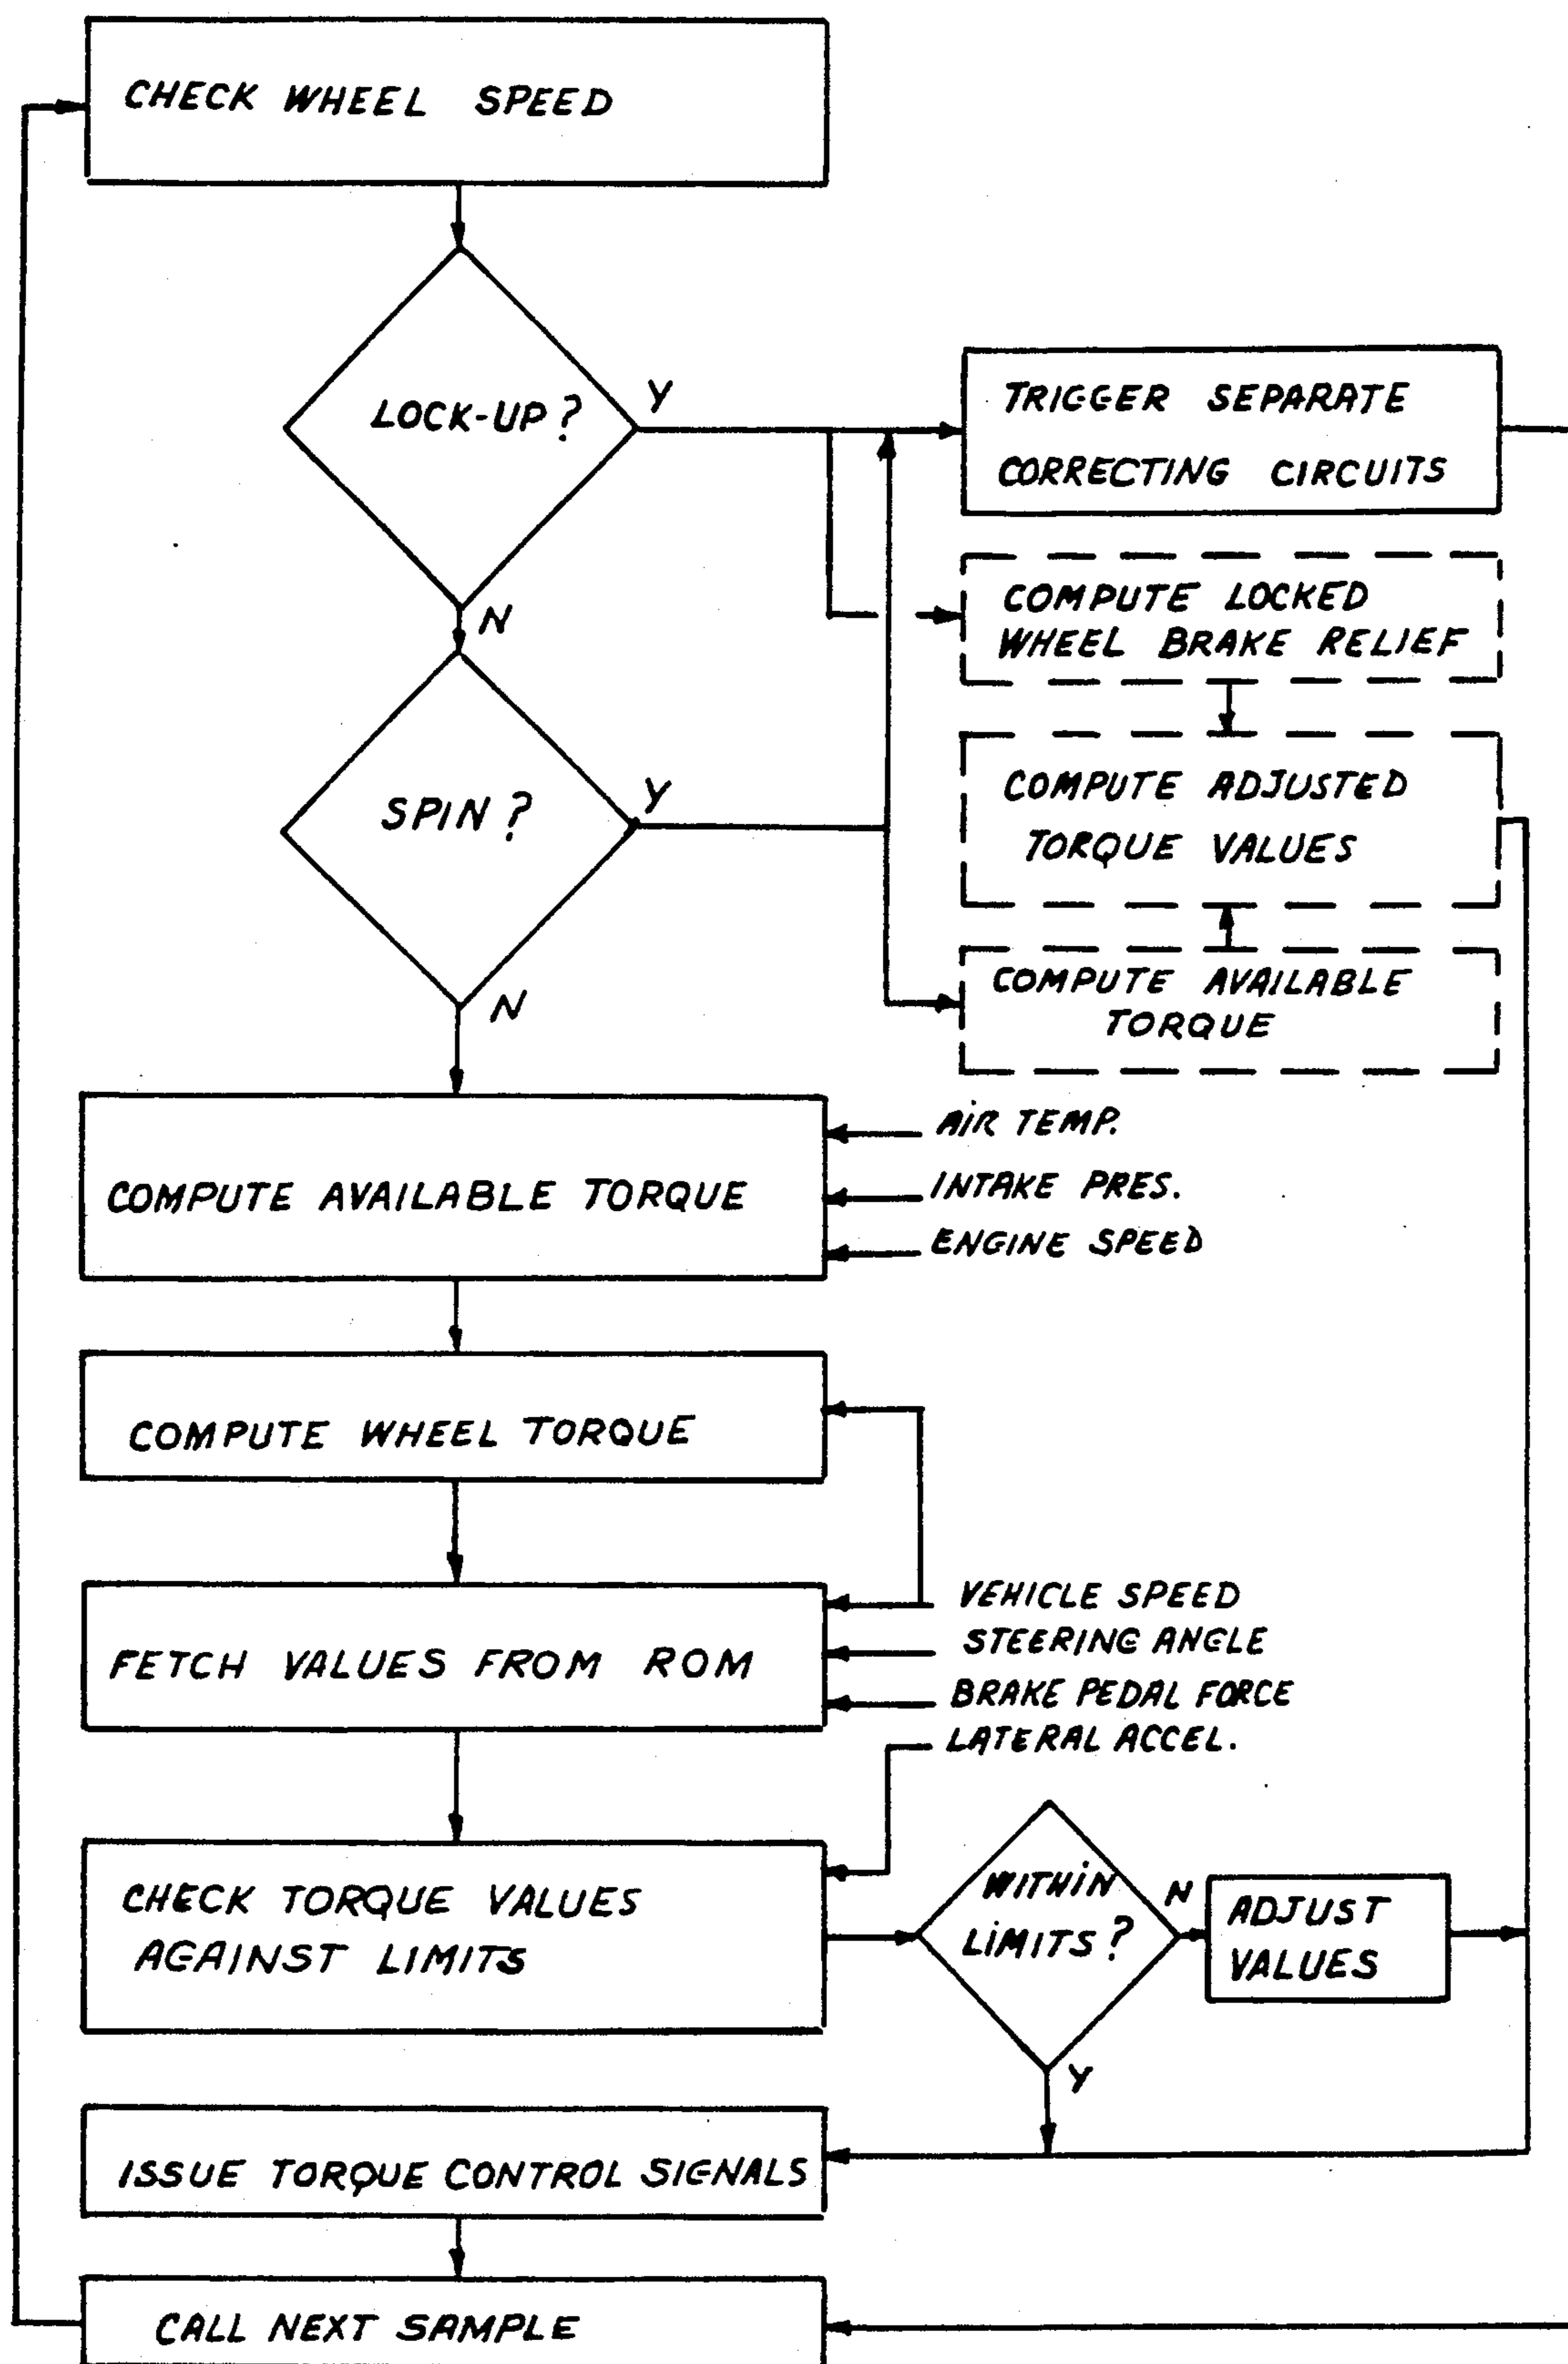 CHECK WHEEL SPEED
LOCK-UP?
Y
TRIGGER SEPARATE
CORRECTING CIRCUITS
N
COMPUTE LOCKED
WHEEL BRAKE RELIEF
SPIN?
Y
COMPUTE ADJUSTED
TORQUE VALUES
N
COMPUTE AVAILABLE
TORQUE
COMPUTE AVAILABLE TORQUE
AIR TEMP.
INTAKE PRES.
ENGINE SPEED
COMPUTE WHEEL TORQUE
FETCH VALUES FROM ROM
VEHICLE SPEED
STEERING ANGLE
BRAKE PEDAL FORCE
LATERAL ACCEL.
CHECK TORQUE VALUES
AGAINST LIMITS
WITHIN
LIMITS?
N
ADJUST
VALUES
Y
ISSUE TORQUE CONTROL SIGNALS
CALL NEXT SAMPLE